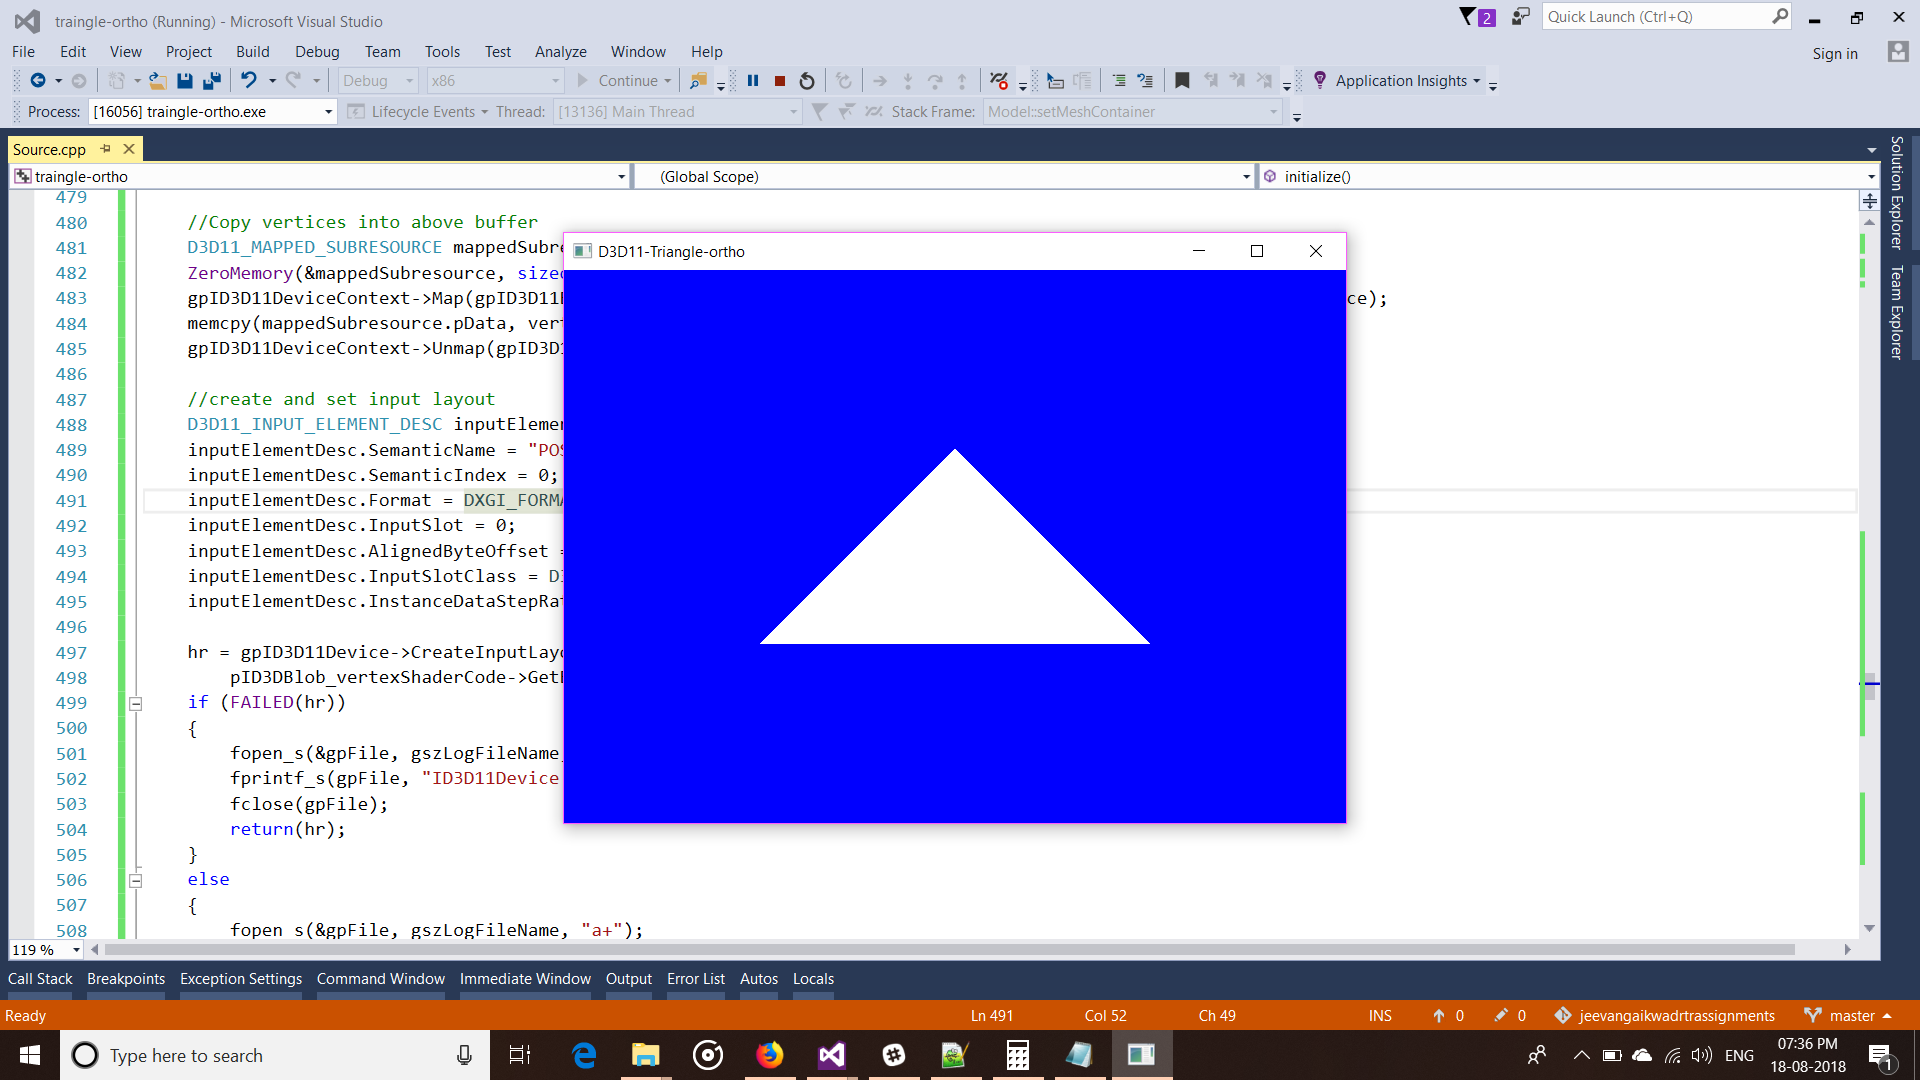 traingle-ortho (Running) - Microsoft Visual Studio
2
Quick Launch (Ctrl+Q)
File Edit View Project Build Debug Team Tools Test Analyze Window Help
Sign in
Debug x86 Continue Application Insights
Process: [16056] traingle-ortho.exe Lifecycle Events Thread: [13136] Main Thread Stack Frame: Model::setMeshContainer
Source.cpp
traingle-ortho (Global Scope) initialize()
Solution Explorer
Team Explorer
479
480 //Copy vertices into above buffer
481 D3D11_MAPPED_SUBRESOURCE mappedSubre
482 ZeroMemory(&mappedSubresource, sizeo
483 gpID3D11DeviceContext->Map(gpID3D11 ce);
484 memcpy(mappedSubresource.pData, ver
485 gpID3D11DeviceContext->Unmap(gpID3D1
486
487 //create and set input layout
488 D3D11_INPUT_ELEMENT_DESC inputElemen
489 inputElementDesc.SemanticName = "POS
490 inputElementDesc.SemanticIndex = 0;
491 inputElementDesc.Format = DXGI_FORMA
492 inputElementDesc.InputSlot = 0;
493 inputElementDesc.AlignedByteOffset =
494 inputElementDesc.InputSlotClass = D
495 inputElementDesc.InstanceDataStepRa
496
497 hr = gpID3D11Device->CreateInputLayo
498 pID3DBlob_vertexShaderCode->Get
499 if (FAILED(hr))
500 {
501 fopen_s(&gpFile, gszLogFileName
502 fprintf_s(gpFile, "ID3D11Device
503 fclose(gpFile);
504 return(hr);
505 }
506 else
507 {
508 fopen_s(&gpFile, gszLogFileName, "a+");
D3D11-Triangle-ortho
119 %
Call Stack Breakpoints Exception Settings Command Window Immediate Window Output Error List Autos Locals
Ready Ln 491 Col 52 Ch 49 INS 0 0 jeevangaikwadrtrassignments master
Type here to search
ENG
07:36 PM
18-08-2018
1